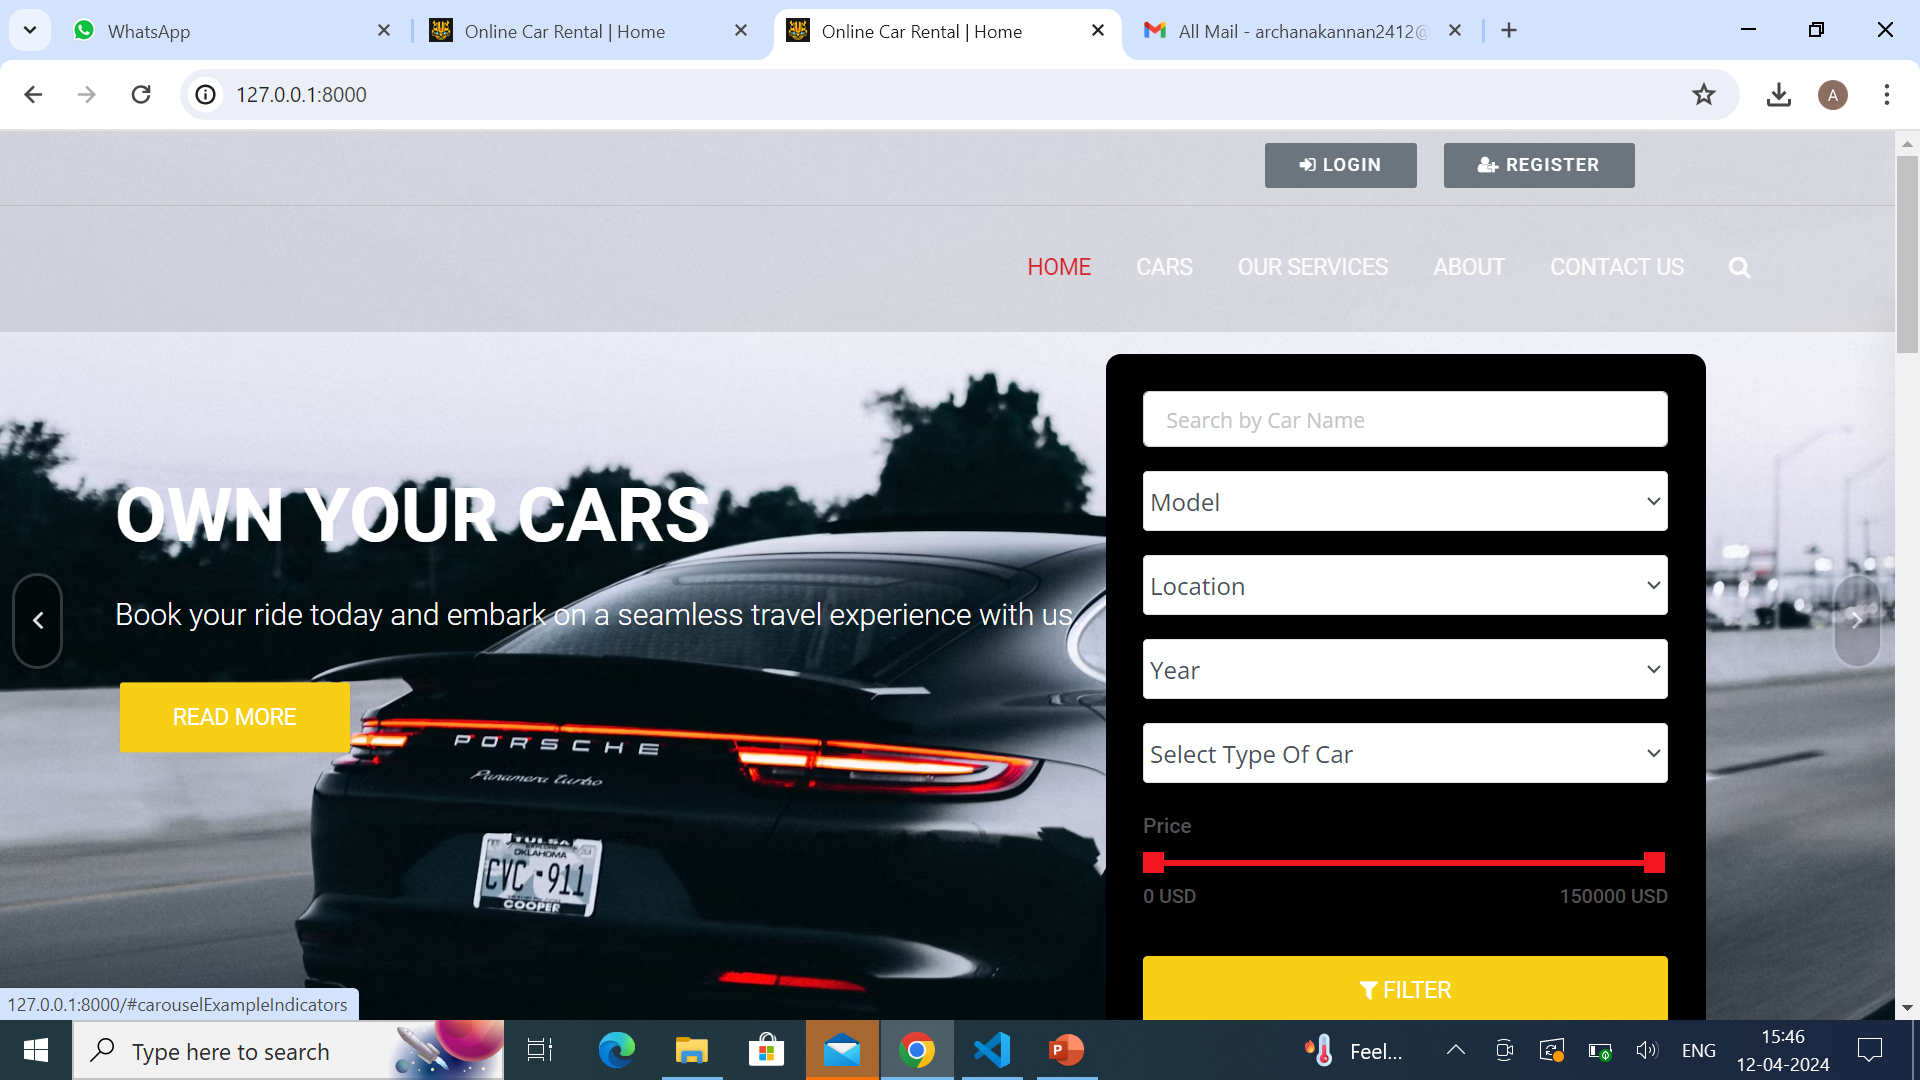 WhatsApp
Online Car Rental | Home
Online Car Rental | Home
All Mail - archanakannan2412@
127.0.0.1:8000
A
LOGIN
REGISTER
HOME
CARS
OUR SERVICES
ABOUT
CONTACT US
OWN YOUR CARS
Book your ride today and embark on a seamless travel experience with us
READ MORE
Search by Car Name
Model
Location
Year
Select Type Of Car
Price
0 USD
150000 USD
FILTER
PORSCHE
Panamera turbo
TULSA
OKLAHOMA
CVC-911
COOPER
127.0.0.1:8000/#carouselExampleIndicators
Type here to search
Feel...
ENG
15:46
12-04-2024